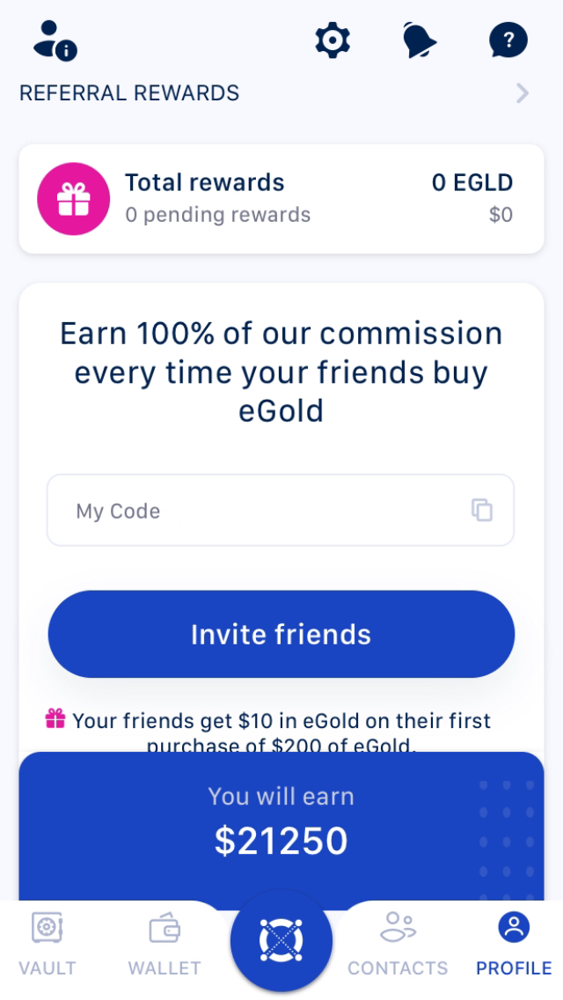 REFERRAL REWARDS
Total rewards 0 EGLD
0 pending rewards $0
Earn 100% of our commission
every time your friends buy
eGold
My Code
Invite friends
Your friends get $10 in eGold on their first
purchase of $200 of eGold.
You will earn
$21250
VAULT WALLET CONTACTS PROFILE